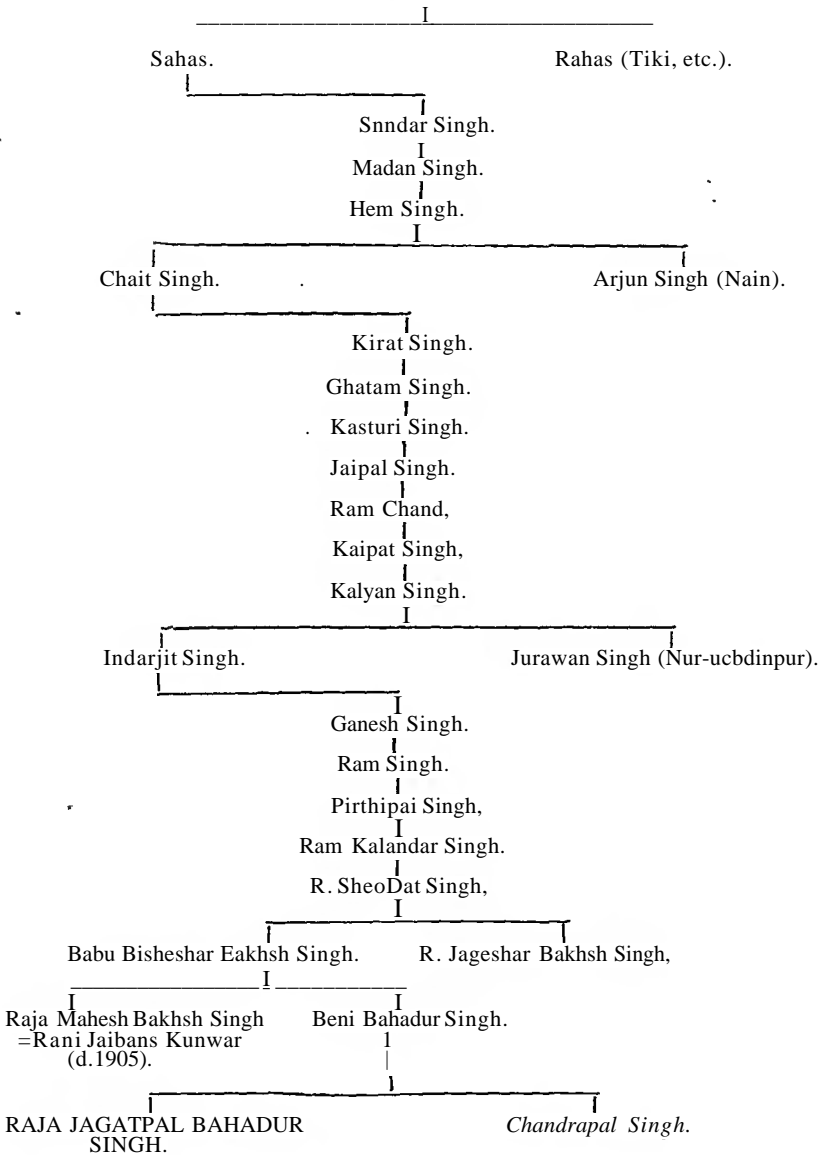 Sahas. Rahas (Tiki, etc.).
Snndar Singh.
Madan Singh.
Hem Singh.
Chait Singh. Arjun Singh (Nain).
Kirat Singh.
Ghatam Singh.
Kasturi Singh.
Jaipal Singh.
Ram Chand,
Kaipat Singh,
Kalyan Singh.
Indarjit Singh. Jurawan Singh (Nur-ucbdinpur).
Ganesh Singh.
Ram Singh.
Pirthipai Singh,
Ram Kalandar Singh.
R. SheoDat Singh,
Babu Bisheshar Eakhsh Singh. R. Jageshar Bakhsh Singh,
Raja Mahesh Bakhsh Singh Beni Bahadur Singh.
=Rani Jaibans Kunwar
(d.1905).
RAJA JAGATPAL BAHADUR Chandrapal Singh.
SINGH.